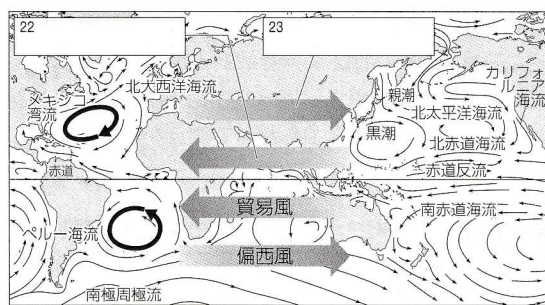 22
23
北大西洋海流
メキシコ
湾流
カリフォ
ルニア
海流
親潮
北太平洋海流
黒潮
北赤道海流
赤道
赤道反流
貿易風
南赤道海流
ペルー海流
偏西風
南極周極流